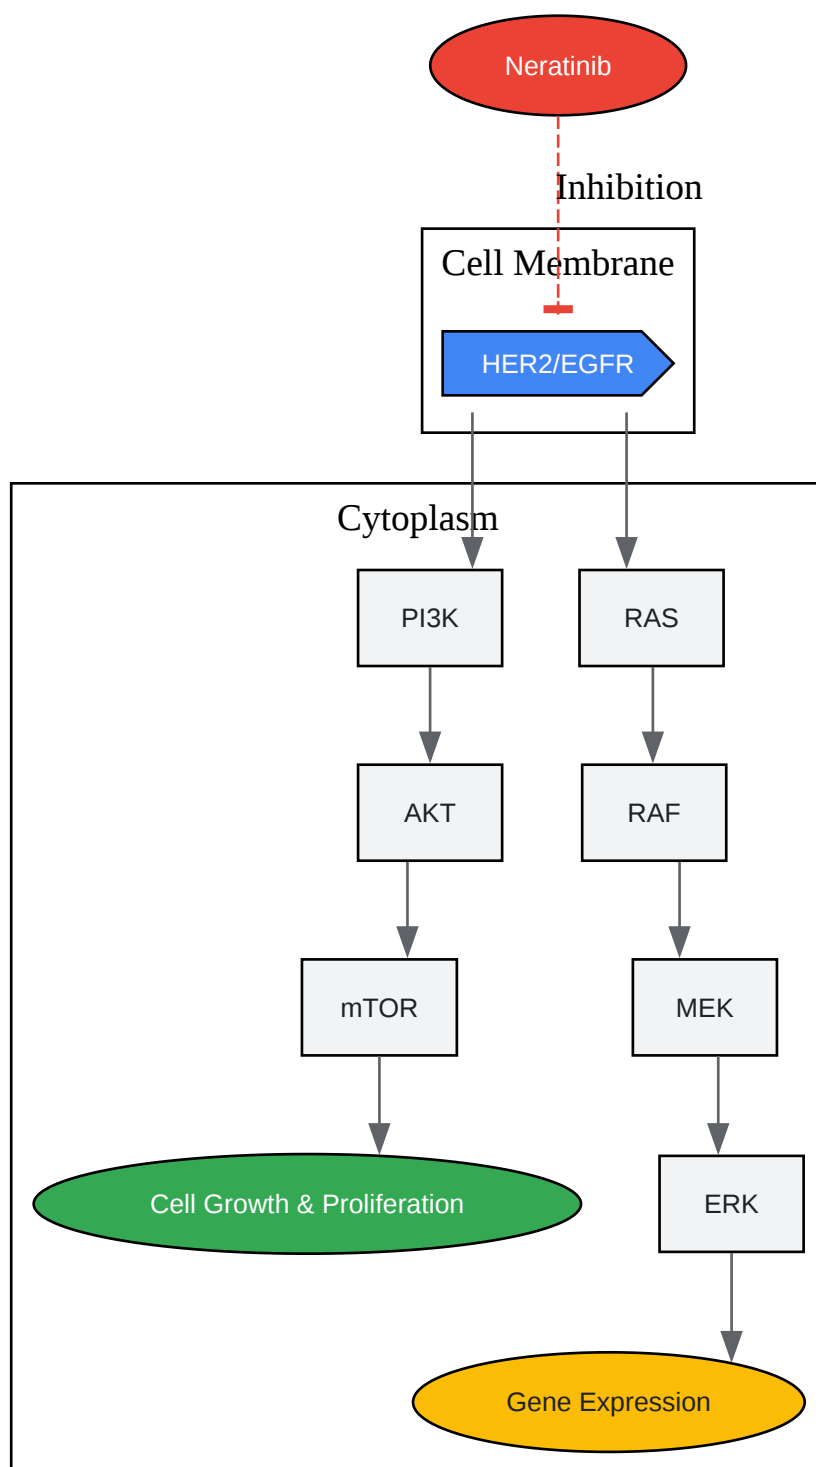 Neratinib
Inhibition
Cell Membrane
HER2/EGFR
Cytoplasm
PI3K
RAS
AKT
RAF
mTOR
MEK
Cell Growth & Proliferation
ERK
Gene Expression